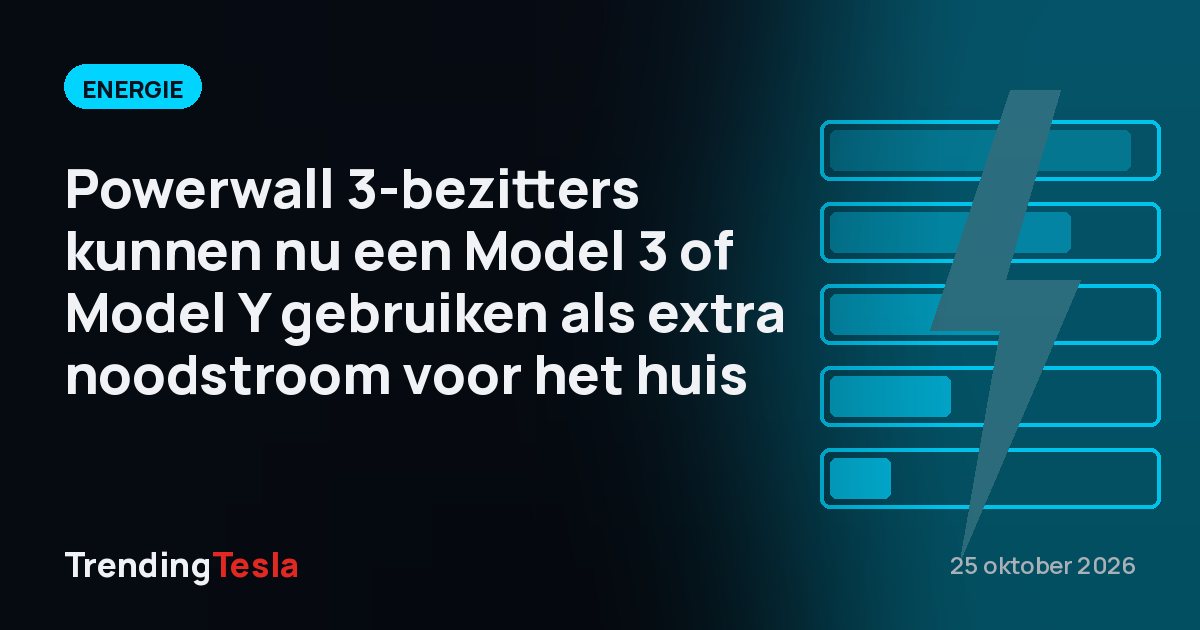 ENERGIE
Powerwall 3-bezitters
kunnen nu een Model 3 of
Model Y gebruiken als extra
noodstroom voor het huis
TrendingTesla
25 oktober 2026